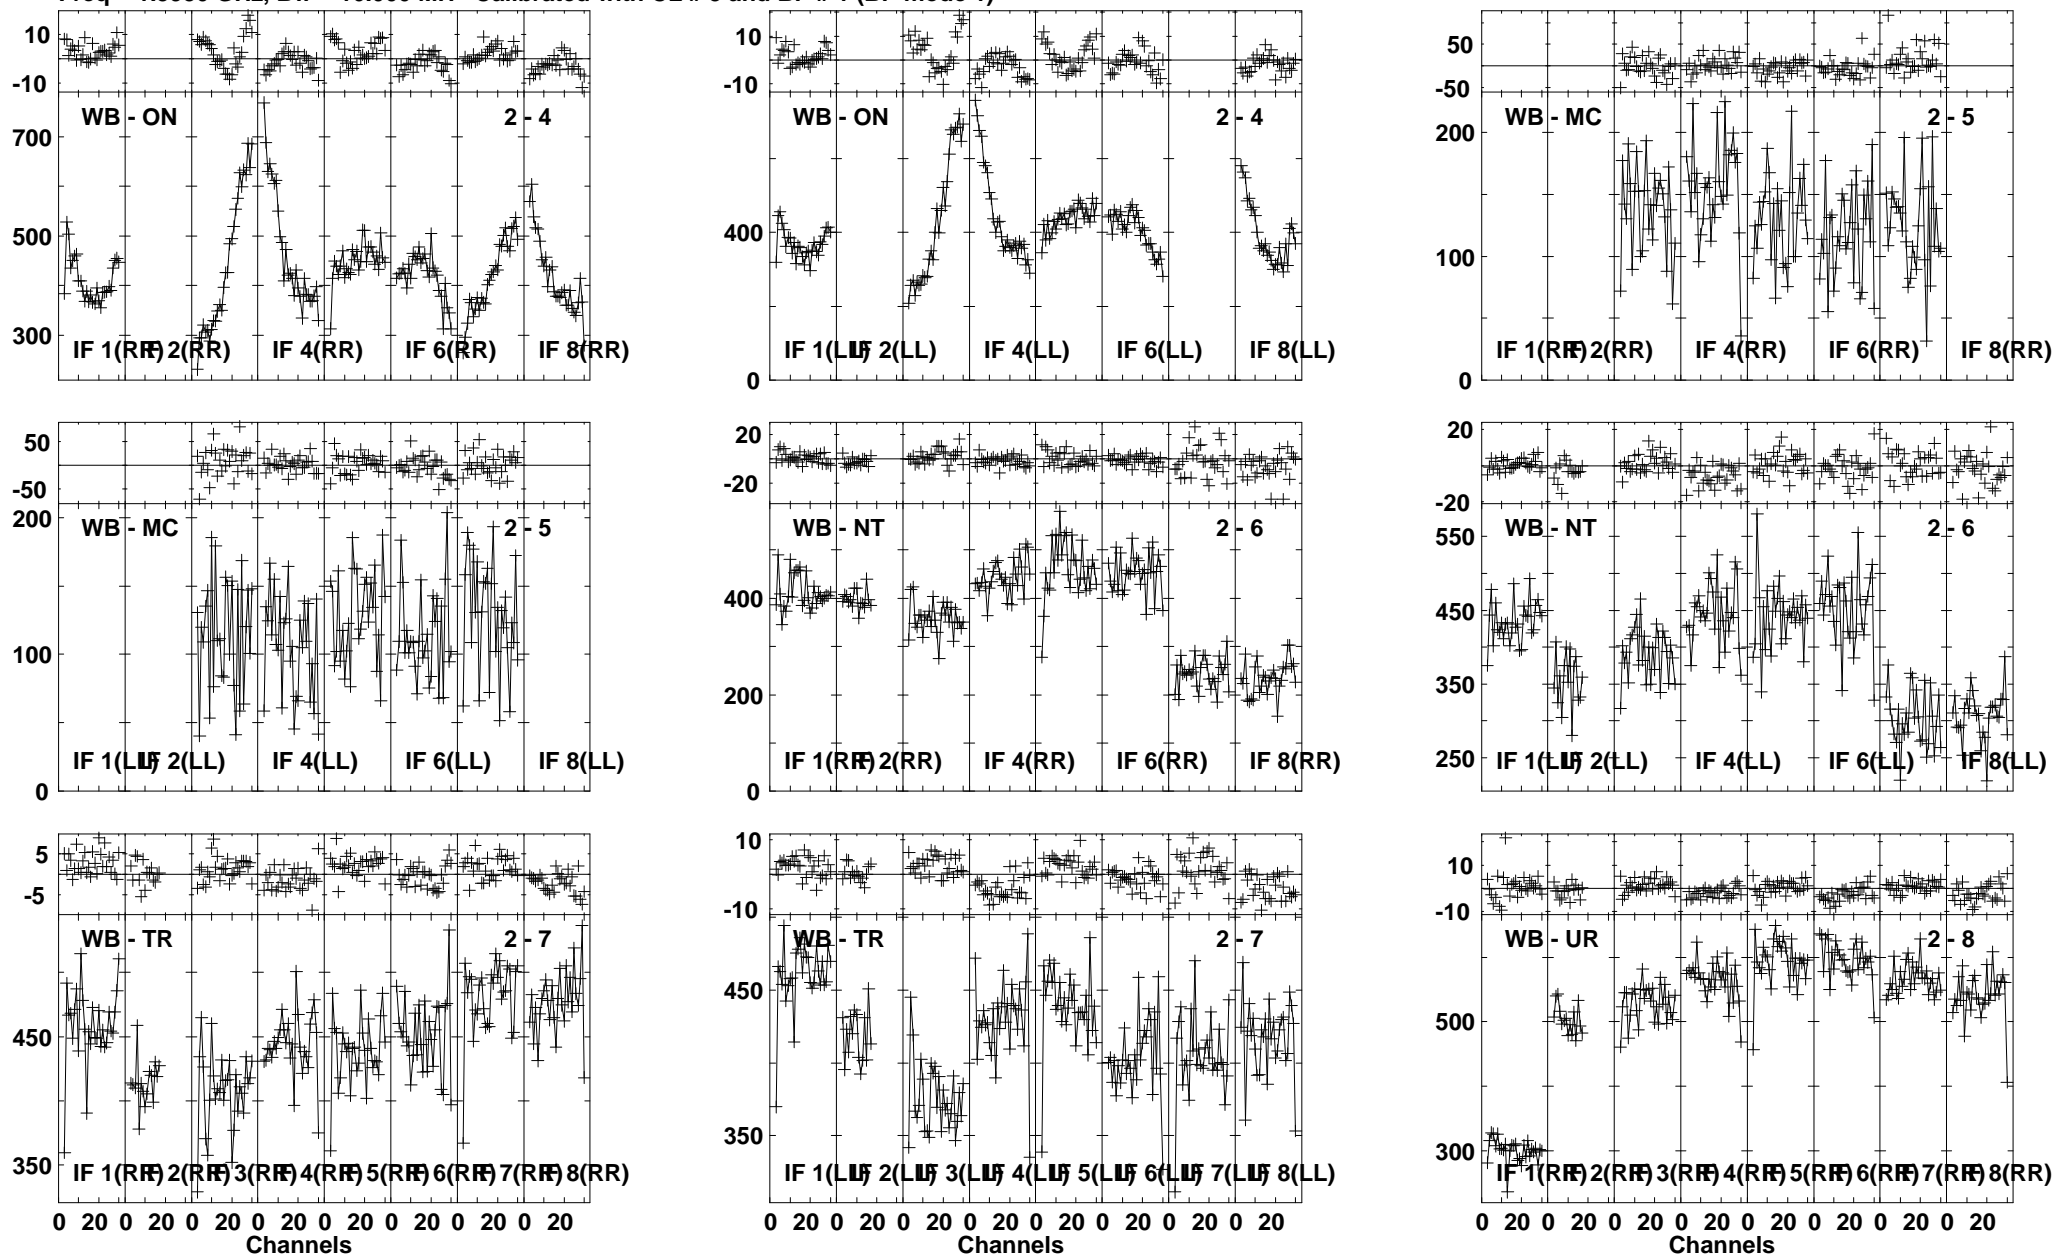 10
-10
WB - ON 2 - 4
700
500
300
IF 1(RR) IF 2(RR) IF 4(RR) IF 6(RR) IF 8(RR)
10
-10
WB - ON 2 - 4
400
0
IF 1(LL) IF 2(LL) IF 4(LL) IF 6(LL) IF 8(LL)
50
-50
WB - MC 2 - 5
200
100
0
IF 1(RR) IF 2(RR) IF 4(RR) IF 6(RR) IF 8(RR)
50
-50
WB - MC 2 - 5
200
100
0
IF 1(LL) IF 2(LL) IF 4(LL) IF 6(LL) IF 8(LL)
20
-20
WB - NT 2 - 6
400
200
0
IF 1(RR) IF 2(RR) IF 4(RR) IF 6(RR) IF 8(RR)
20
-20
WB - NT 2 - 6
550
450
350
250
IF 1(LL) IF 2(LL) IF 4(LL) IF 6(LL) IF 8(LL)
5
-5
WB - TR 2 - 7
450
350
IF 1(RR) IF 2(RR) IF 3(RR) IF 4(RR) IF 5(RR) IF 6(RR) IF 7(RR) IF 8(RR)
0 20 0 20 0 20 0 20 0 20 0 20 0 20 0 20
Channels
10
-10
WB - TR 2 - 7
450
350
IF 1(LL) IF 2(LL) IF 3(LL) IF 4(LL) IF 5(LL) IF 6(LL) IF 7(LL) IF 8(LL)
0 20 0 20 0 20 0 20 0 20 0 20 0 20 0 20
Channels
10
-10
WB - UR 2 - 8
500
300
IF 1(RR) IF 2(RR) IF 3(RR) IF 4(RR) IF 5(RR) IF 6(RR) IF 7(RR) IF 8(RR)
0 20 0 20 0 20 0 20 0 20 0 20 0 20 0 20
Channels